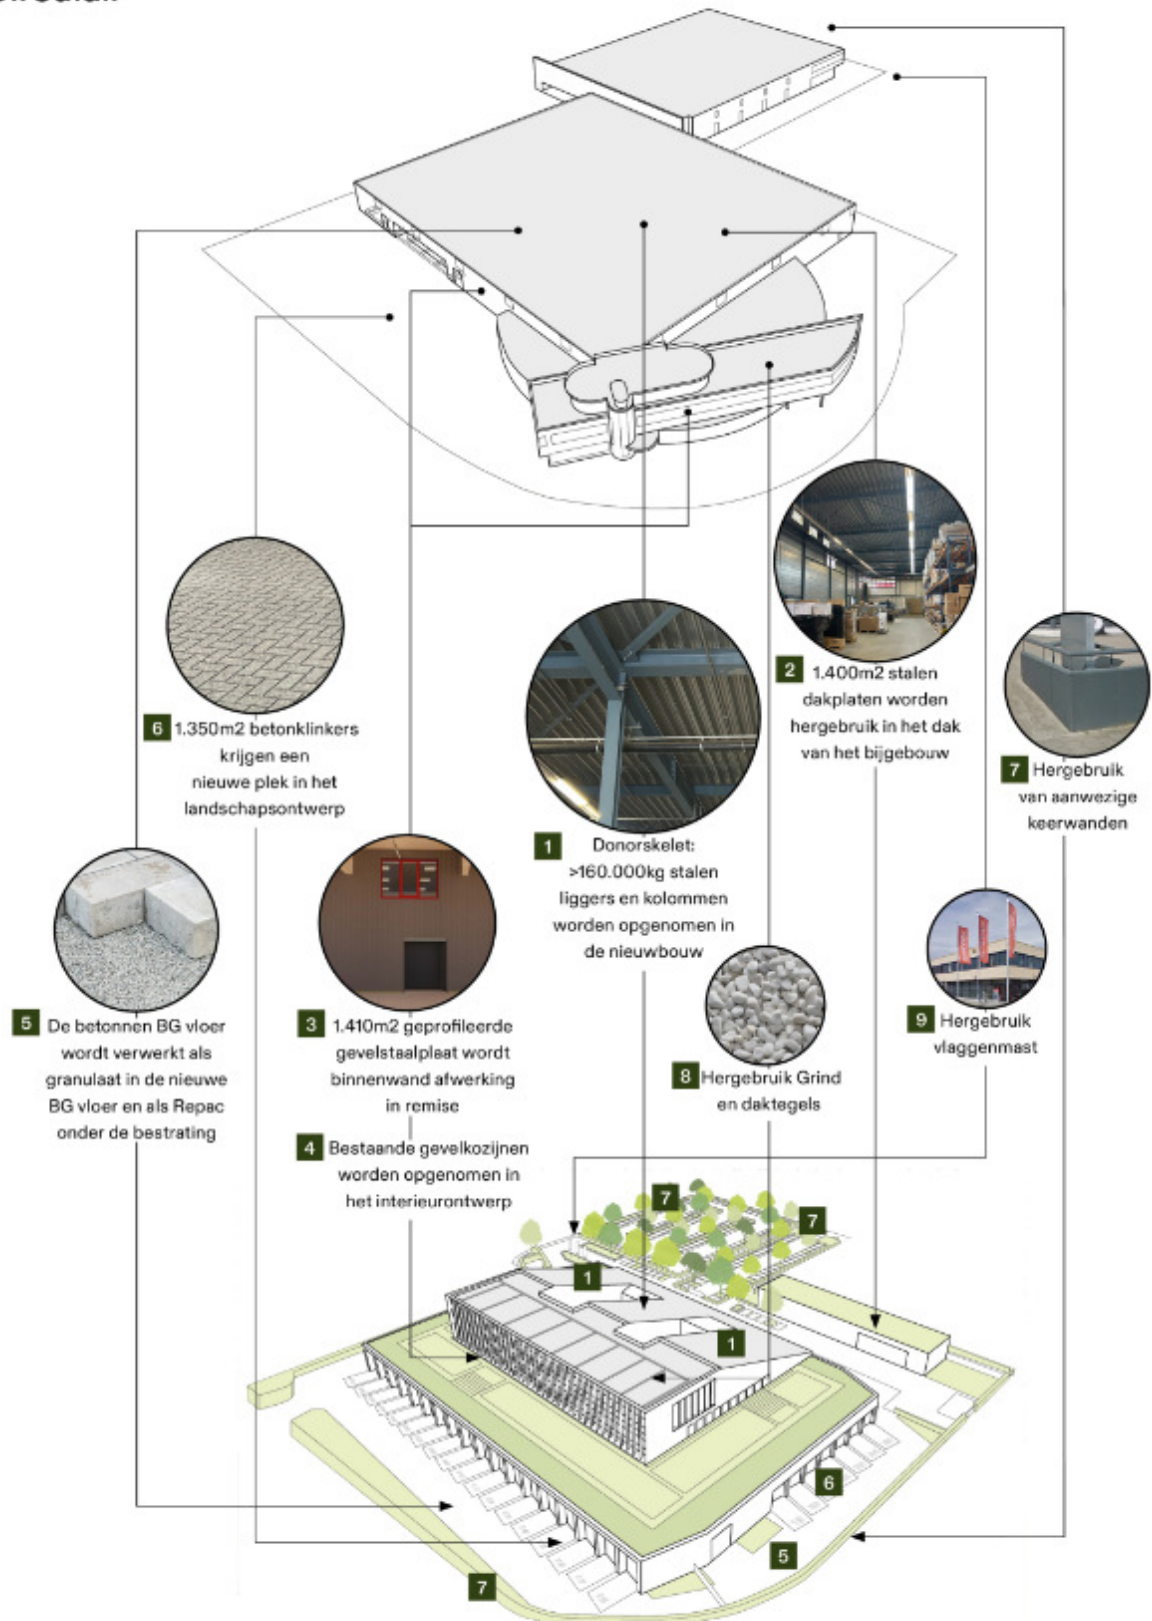 2 1.400m2 stalen
dakplaten worden
hergebruik in het dak
van het bijgebouw
6 1.350m2 betonklinkers
krijgen een
nieuwe plek in het
landschapsontwerp
7 Hergebruik
van aanwezige
keerwanden
1 Donorskelet:
>160.000kg stalen
liggers en kolommen
worden opgenomen in
de nieuwbouw
5 De betonnen BG vloer
wordt verwerkt als
granulaat in de nieuwe
BG vloer en als Repac
onder de bestrating
3 1.410m2 geprofileerde
gevelstaalplaat wordt
binnenwand afwerking
in remise
9 Hergebruik
vlaggenmast
8 Hergebruik Grind
en daktegels
4 Bestaande gevelkozijnen
worden opgenomen in
het interieurontwerp
7
7
1
1
6
5
7